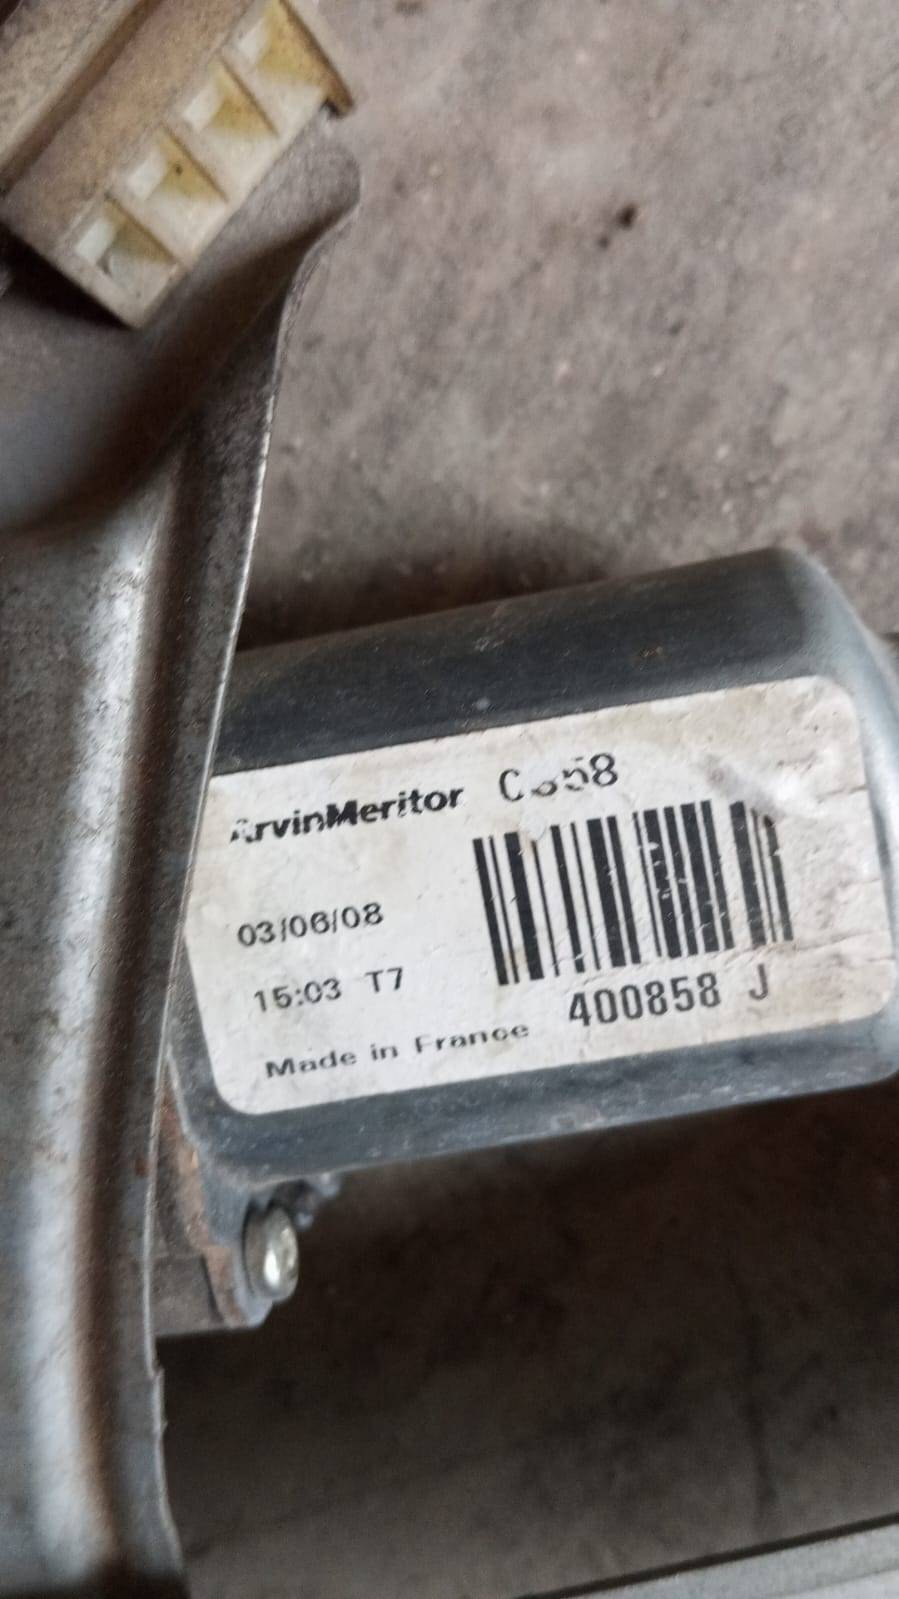 ArvinMeritor
03/06/08
15:03 T7
400858 J
Made in France